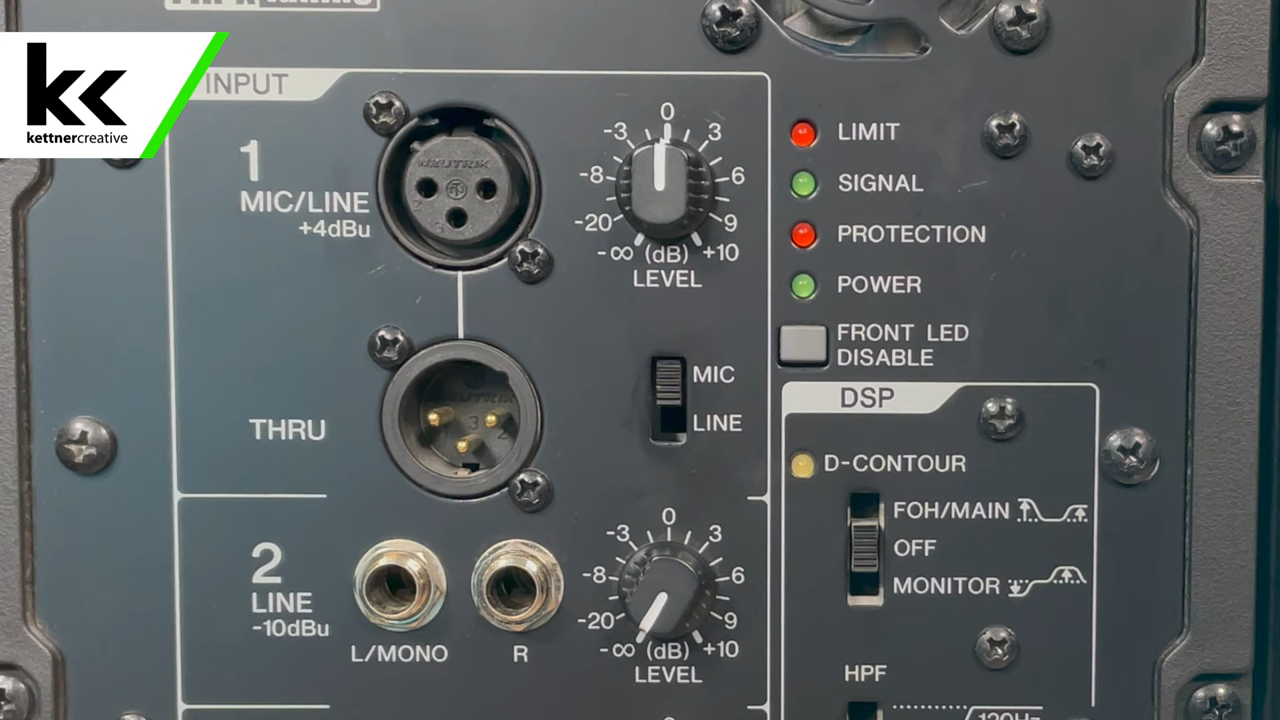 kettnercreative
INPUT
1
MIC/LINE
+4dBu
NEUTRIK
-20 -8 -3 0 3 6 9
-∞ (dB) +10
LEVEL
LIMIT
SIGNAL
PROTECTION
POWER
FRONT LED
DISABLE
THRU
MIC
LINE
DSP
D-CONTOUR
FOH/MAIN
OFF
MONITOR
HPF
120Hz
2
LINE
-10dBu
L/MONO
R
-20 -8 -3 0 3 6 9
-∞ (dB) +10
LEVEL